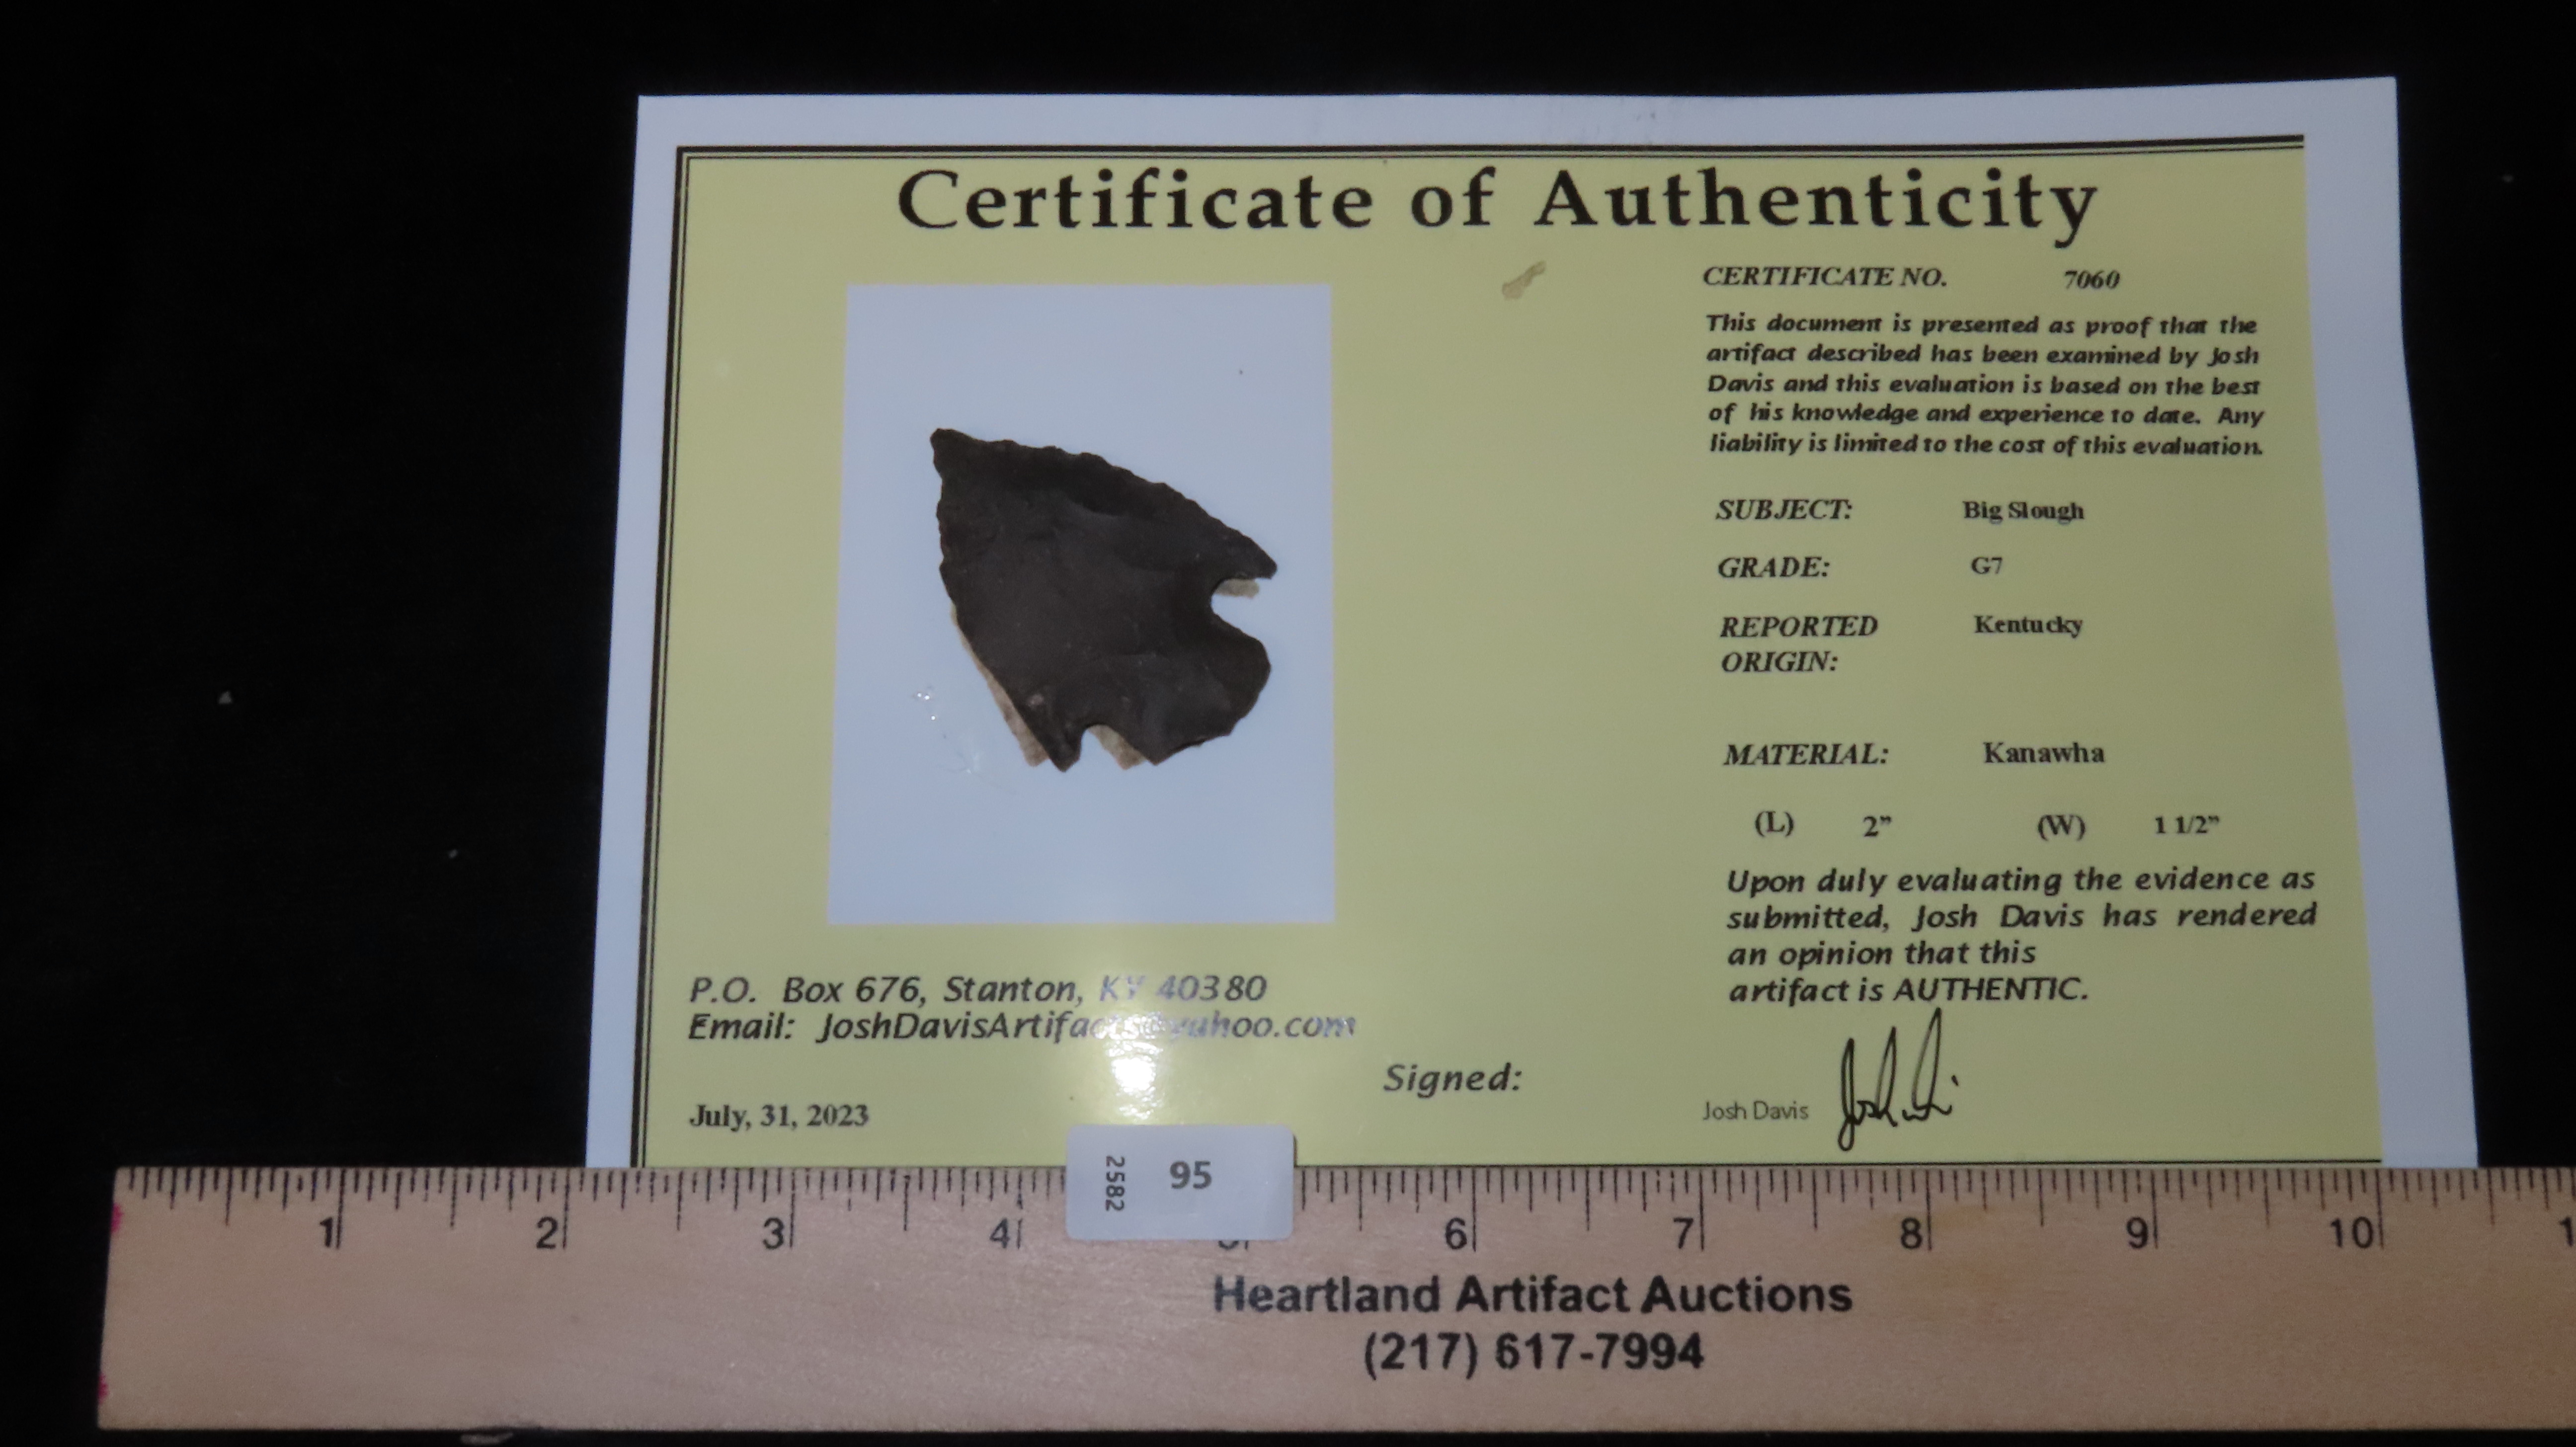 Certificate of Authenticity
CERTIFICATE NO. 7060
This document is presented as proof that the
artifact described has been examined by Josh
Davis and this evaluation is based on the best
of his knowledge and experience to date. Any
liability is limited to the cost of this evaluation.
SUBJECT: Big Slough
GRADE: G7
REPORTED Kentucky
ORIGIN:
MATERIAL: Kanawha
(L) 2" (W) 1 1/2"
Upon duly evaluating the evidence as
submitted, Josh Davis has rendered
an opinion that this
artifact is AUTHENTIC.
P.O. Box 676, Stanton, KY 40380
Email: JoshDavisArtifacts@yahoo.com
Signed:
Josh Davis
July, 31, 2023
2582 95
1 2 3 4 6 7 8 9 10
Heartland Artifact Auctions
(217) 617-7994